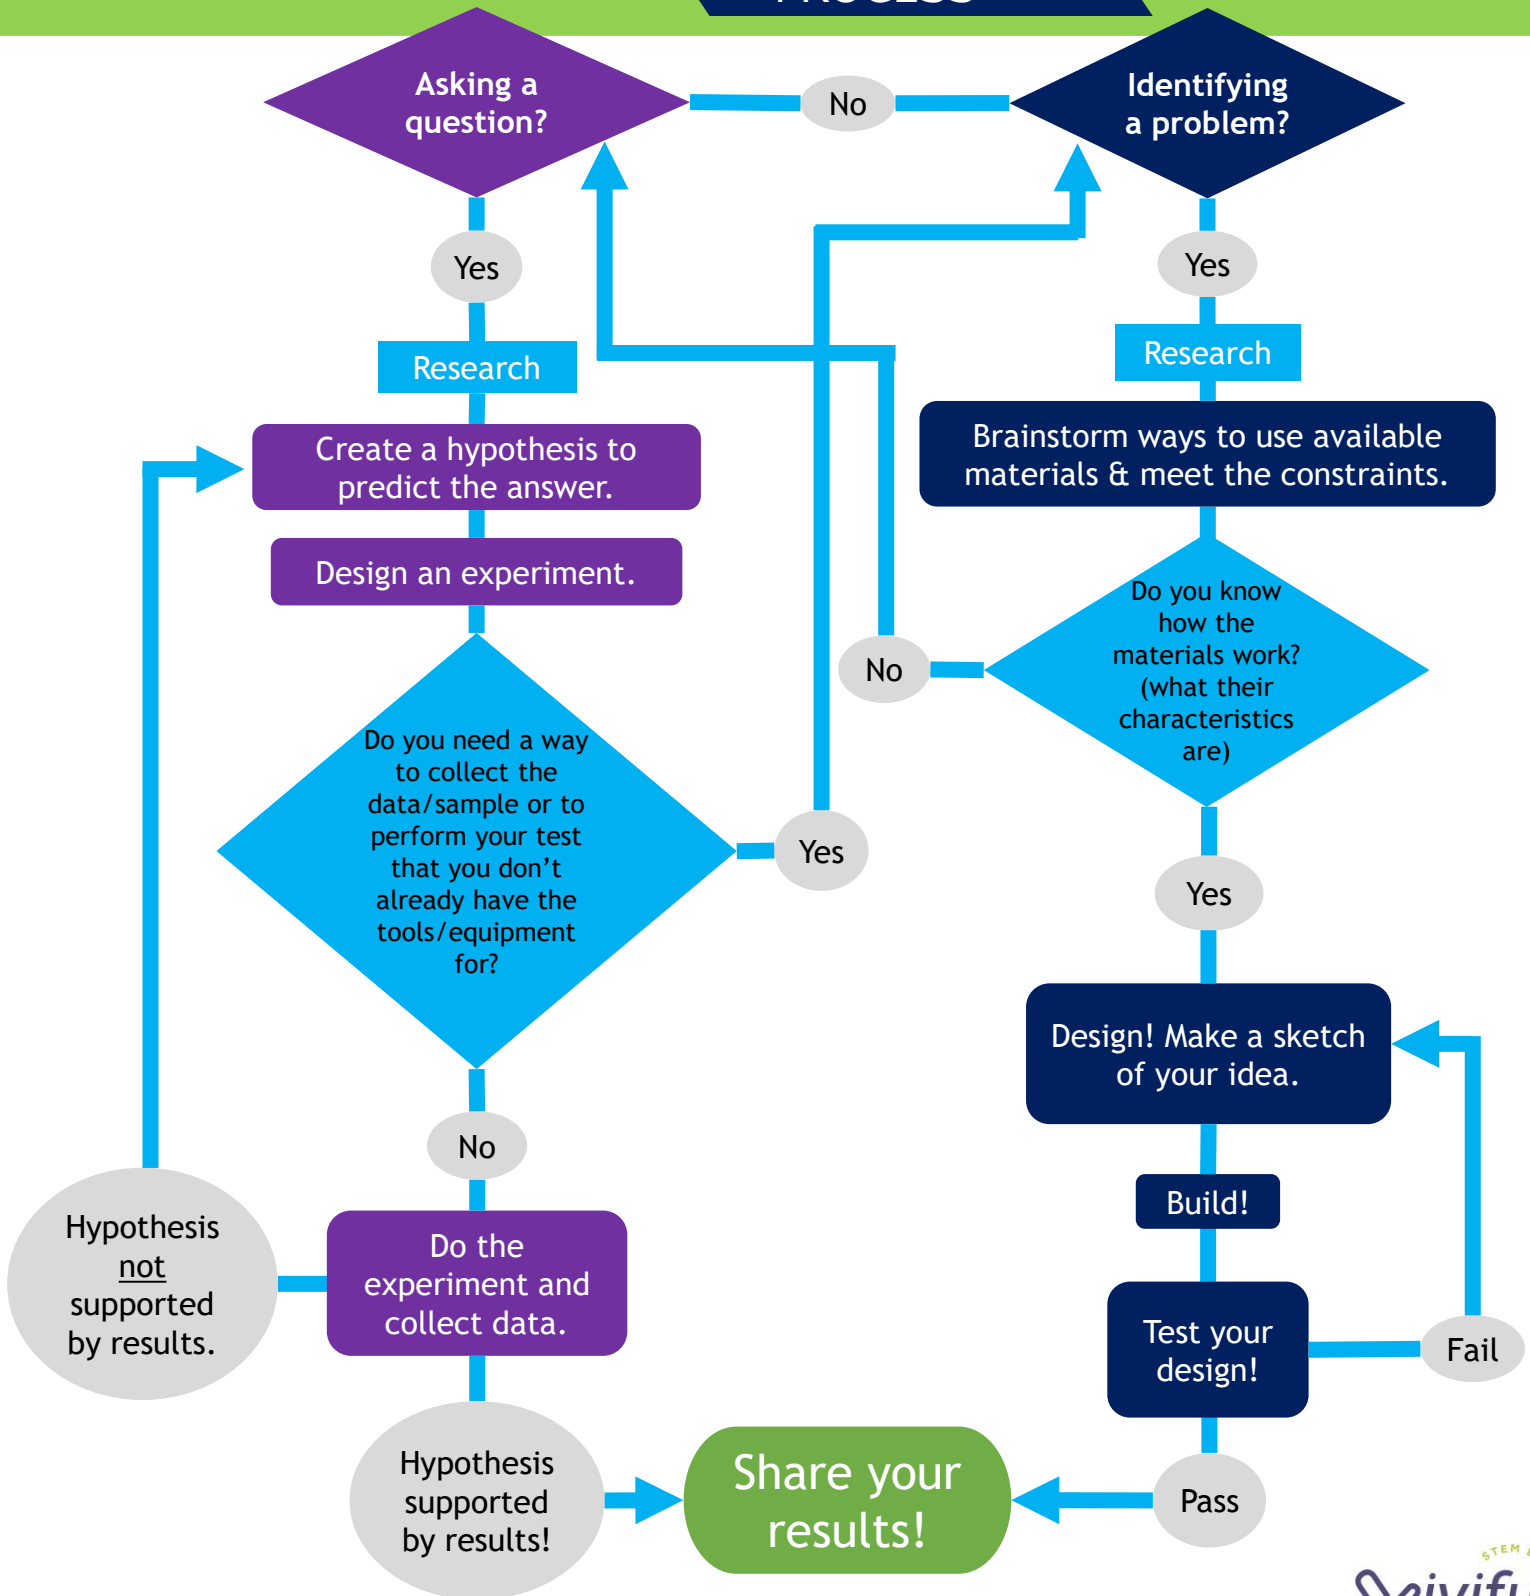 Asking a
question?
No
Identifying
a problem?
Yes
Yes
Research
Research
Create a hypothesis to
predict the answer.
Brainstorm ways to use available
materials & meet the constraints.
Design an experiment.
Do you know
how the
materials work?
(what their
characteristics
are)
No
Do you need a way
to collect the
data/sample or to
perform your test
that you don’t
already have the
tools/equipment
for?
Yes
Yes
Design! Make a sketch
of your idea.
No
Build!
Hypothesis
not
supported
by results.
Do the
experiment and
collect data.
Test your
design!
Fail
Hypothesis
supported
by results!
Share your
results!
Pass
STEM